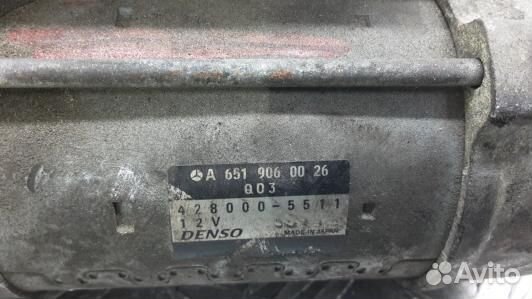 A 651 906 00 26
Q03
428000-5511
12V
DENSO MADE IN JAPAN
Avito